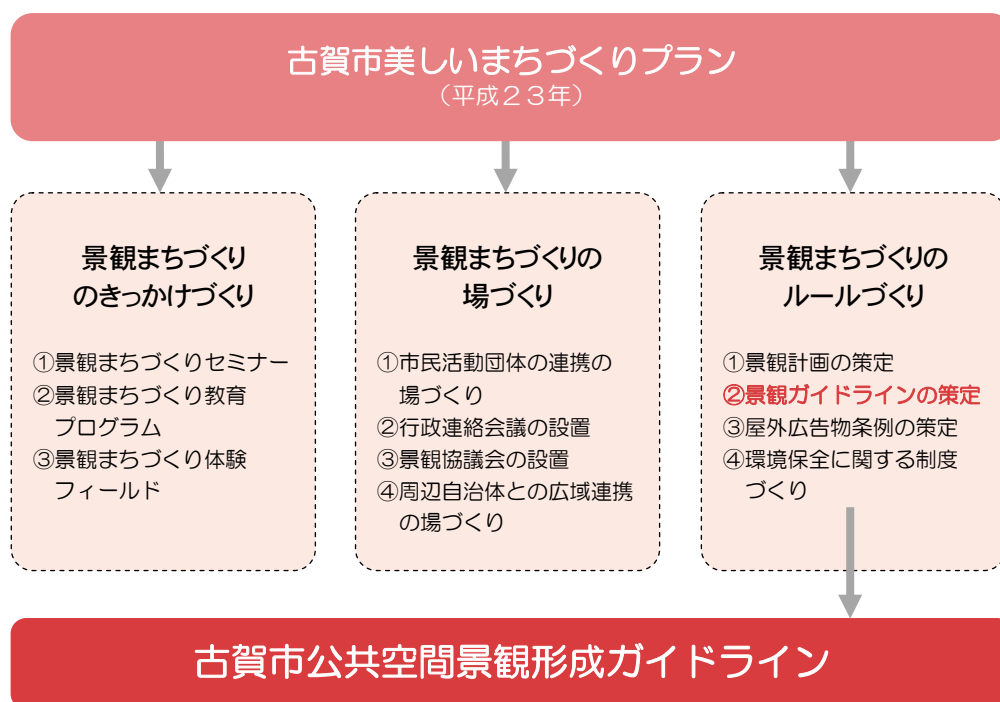 古賀市美しいまちづくりプラン
（平成２３年）
景観まちづくり
のきっかけづくり
①景観まちづくりセミナー
②景観まちづくり教育
プログラム
③景観まちづくり体験
フィールド
景観まちづくりの
場づくり
①市民活動団体の連携の
場づくり
②行政連絡会議の設置
③景観協議会の設置
④周辺自治体との広域連携
の場づくり
景観まちづくりの
ルールづくり
①景観計画の策定
②景観ガイドラインの策定
③屋外広告物条例の策定
④環境保全に関する制度
づくり
古賀市公共空間景観形成ガイドライン